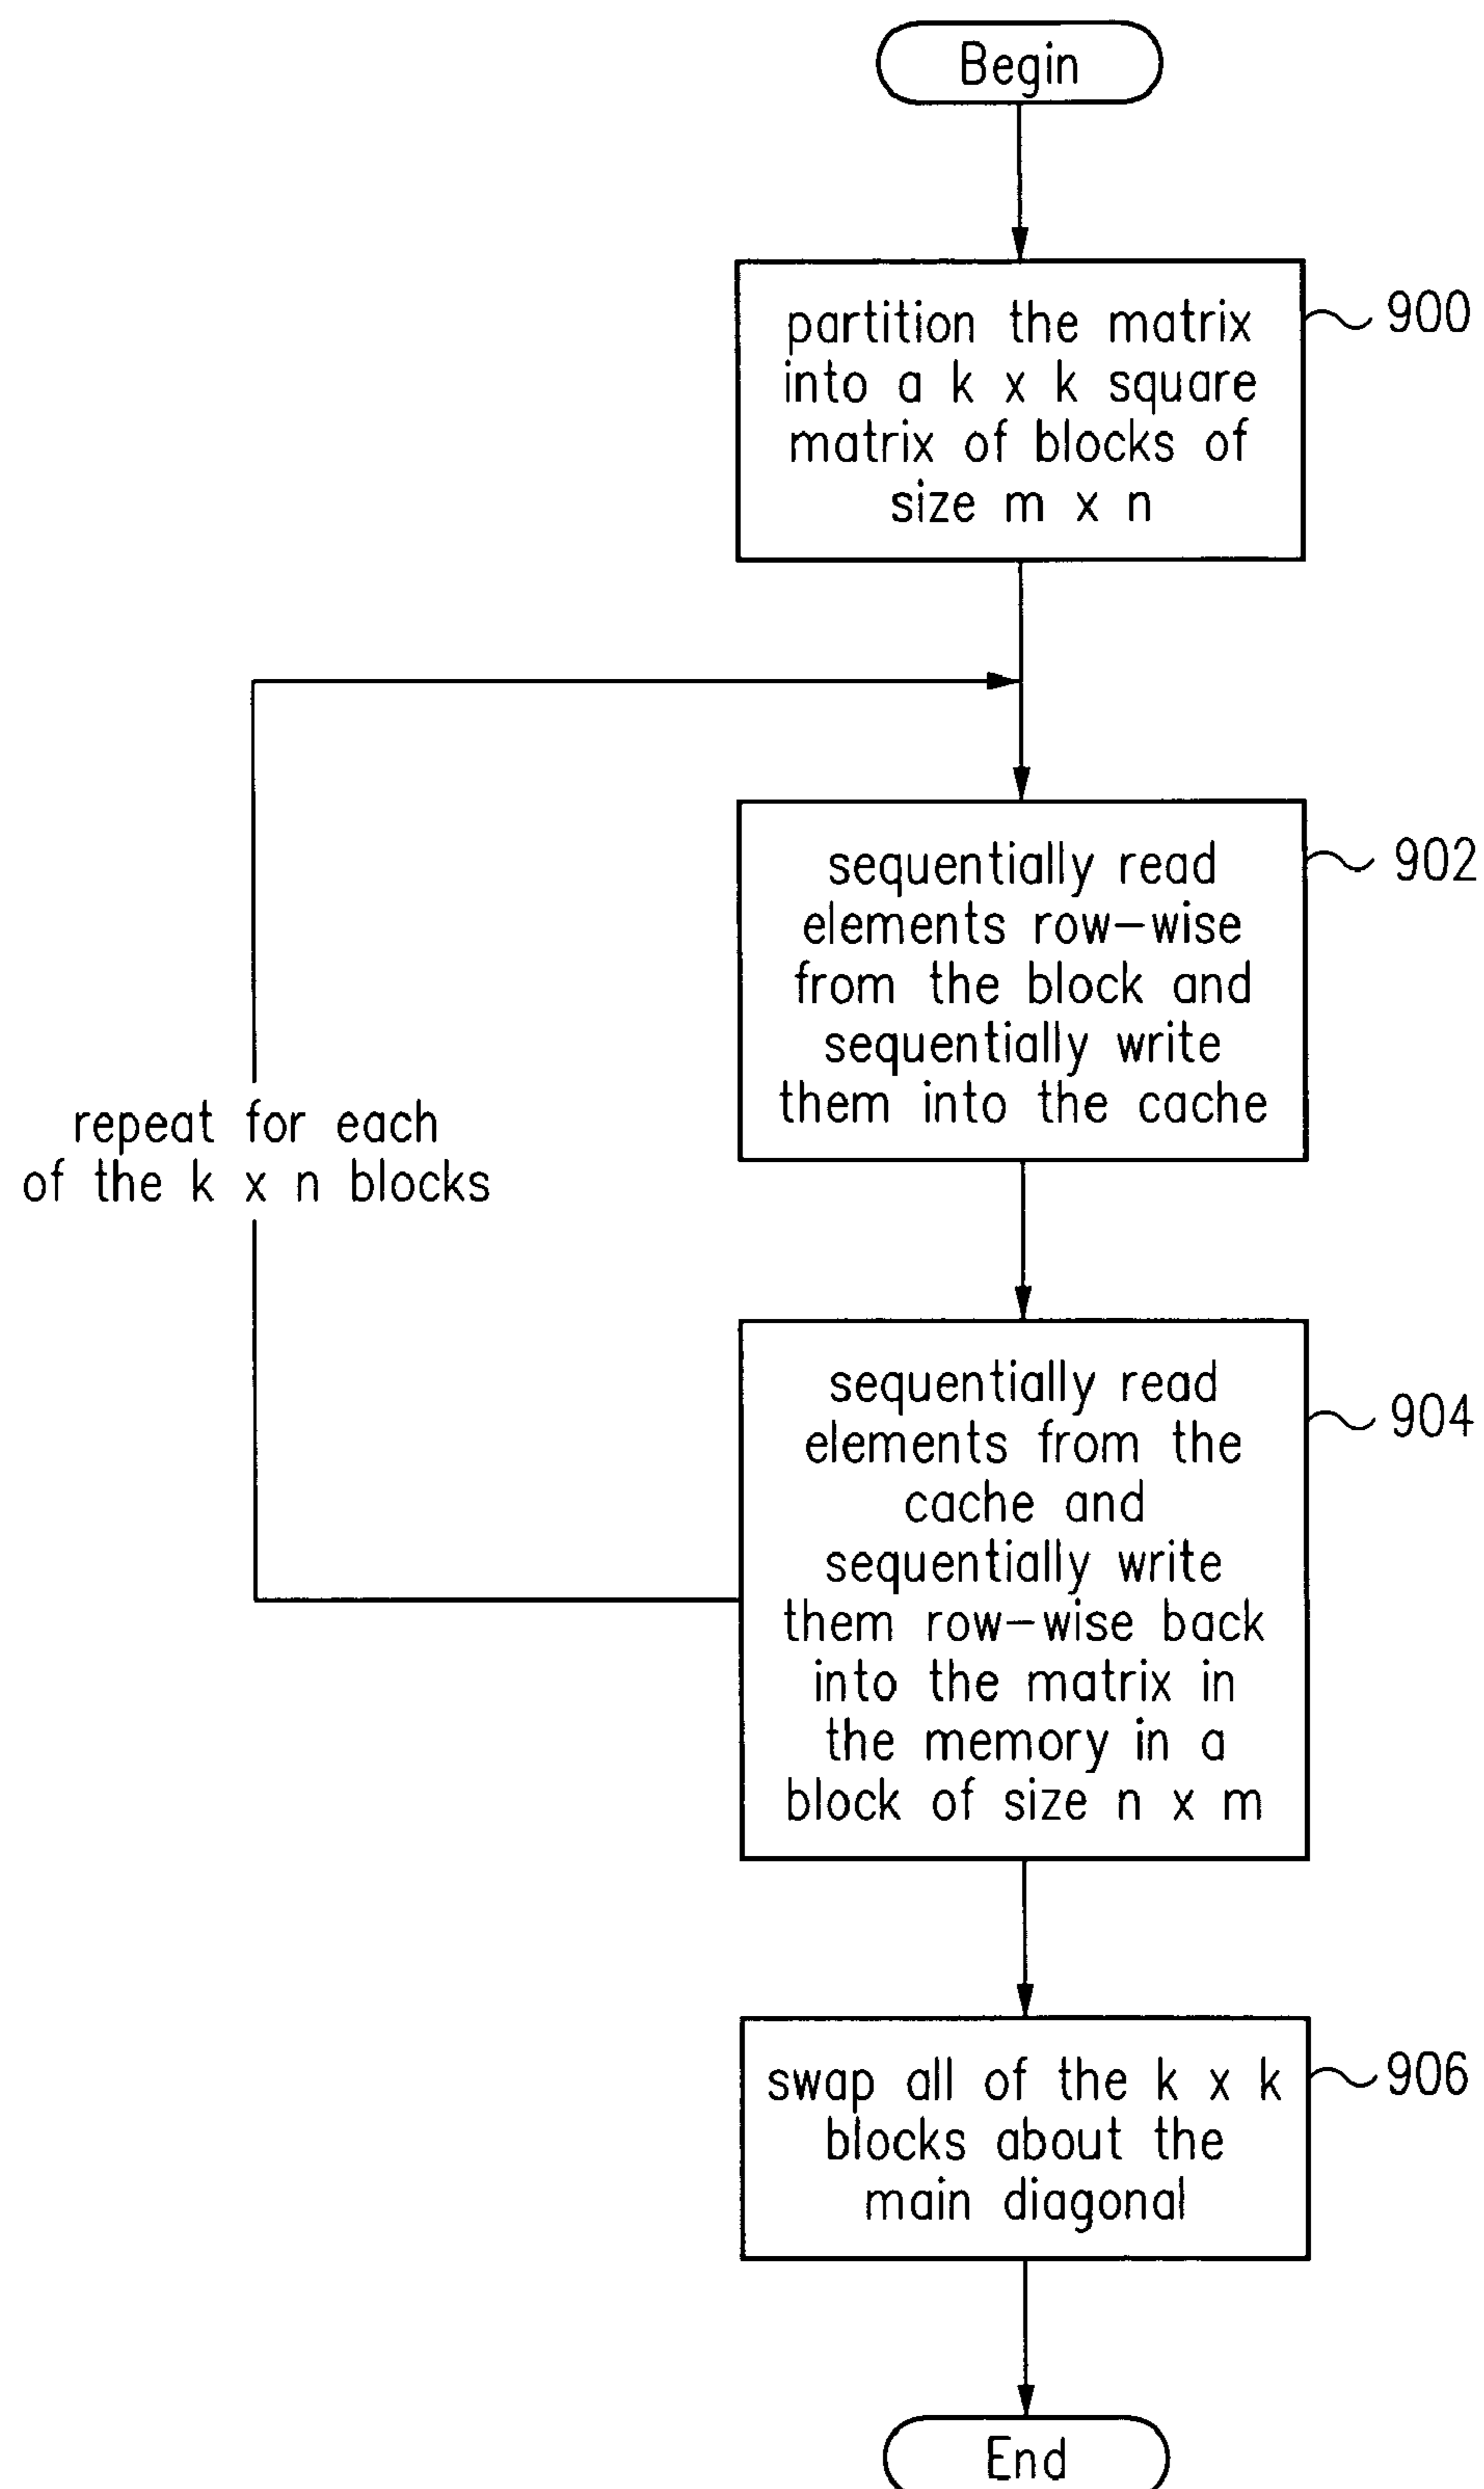 Begin
partition the matrix
into a k x k square
matrix of blocks of
size m x n
900
sequentially read
elements row-wise
from the block and
sequentially write
them into the cache
902
repeat for each
of the k x n blocks
sequentially read
elements from the
cache and
sequentially write
them row-wise back
into the matrix in
the memory in a
block of size n x m
904
swap all of the k x k
blocks about the
main diagonal
906
End